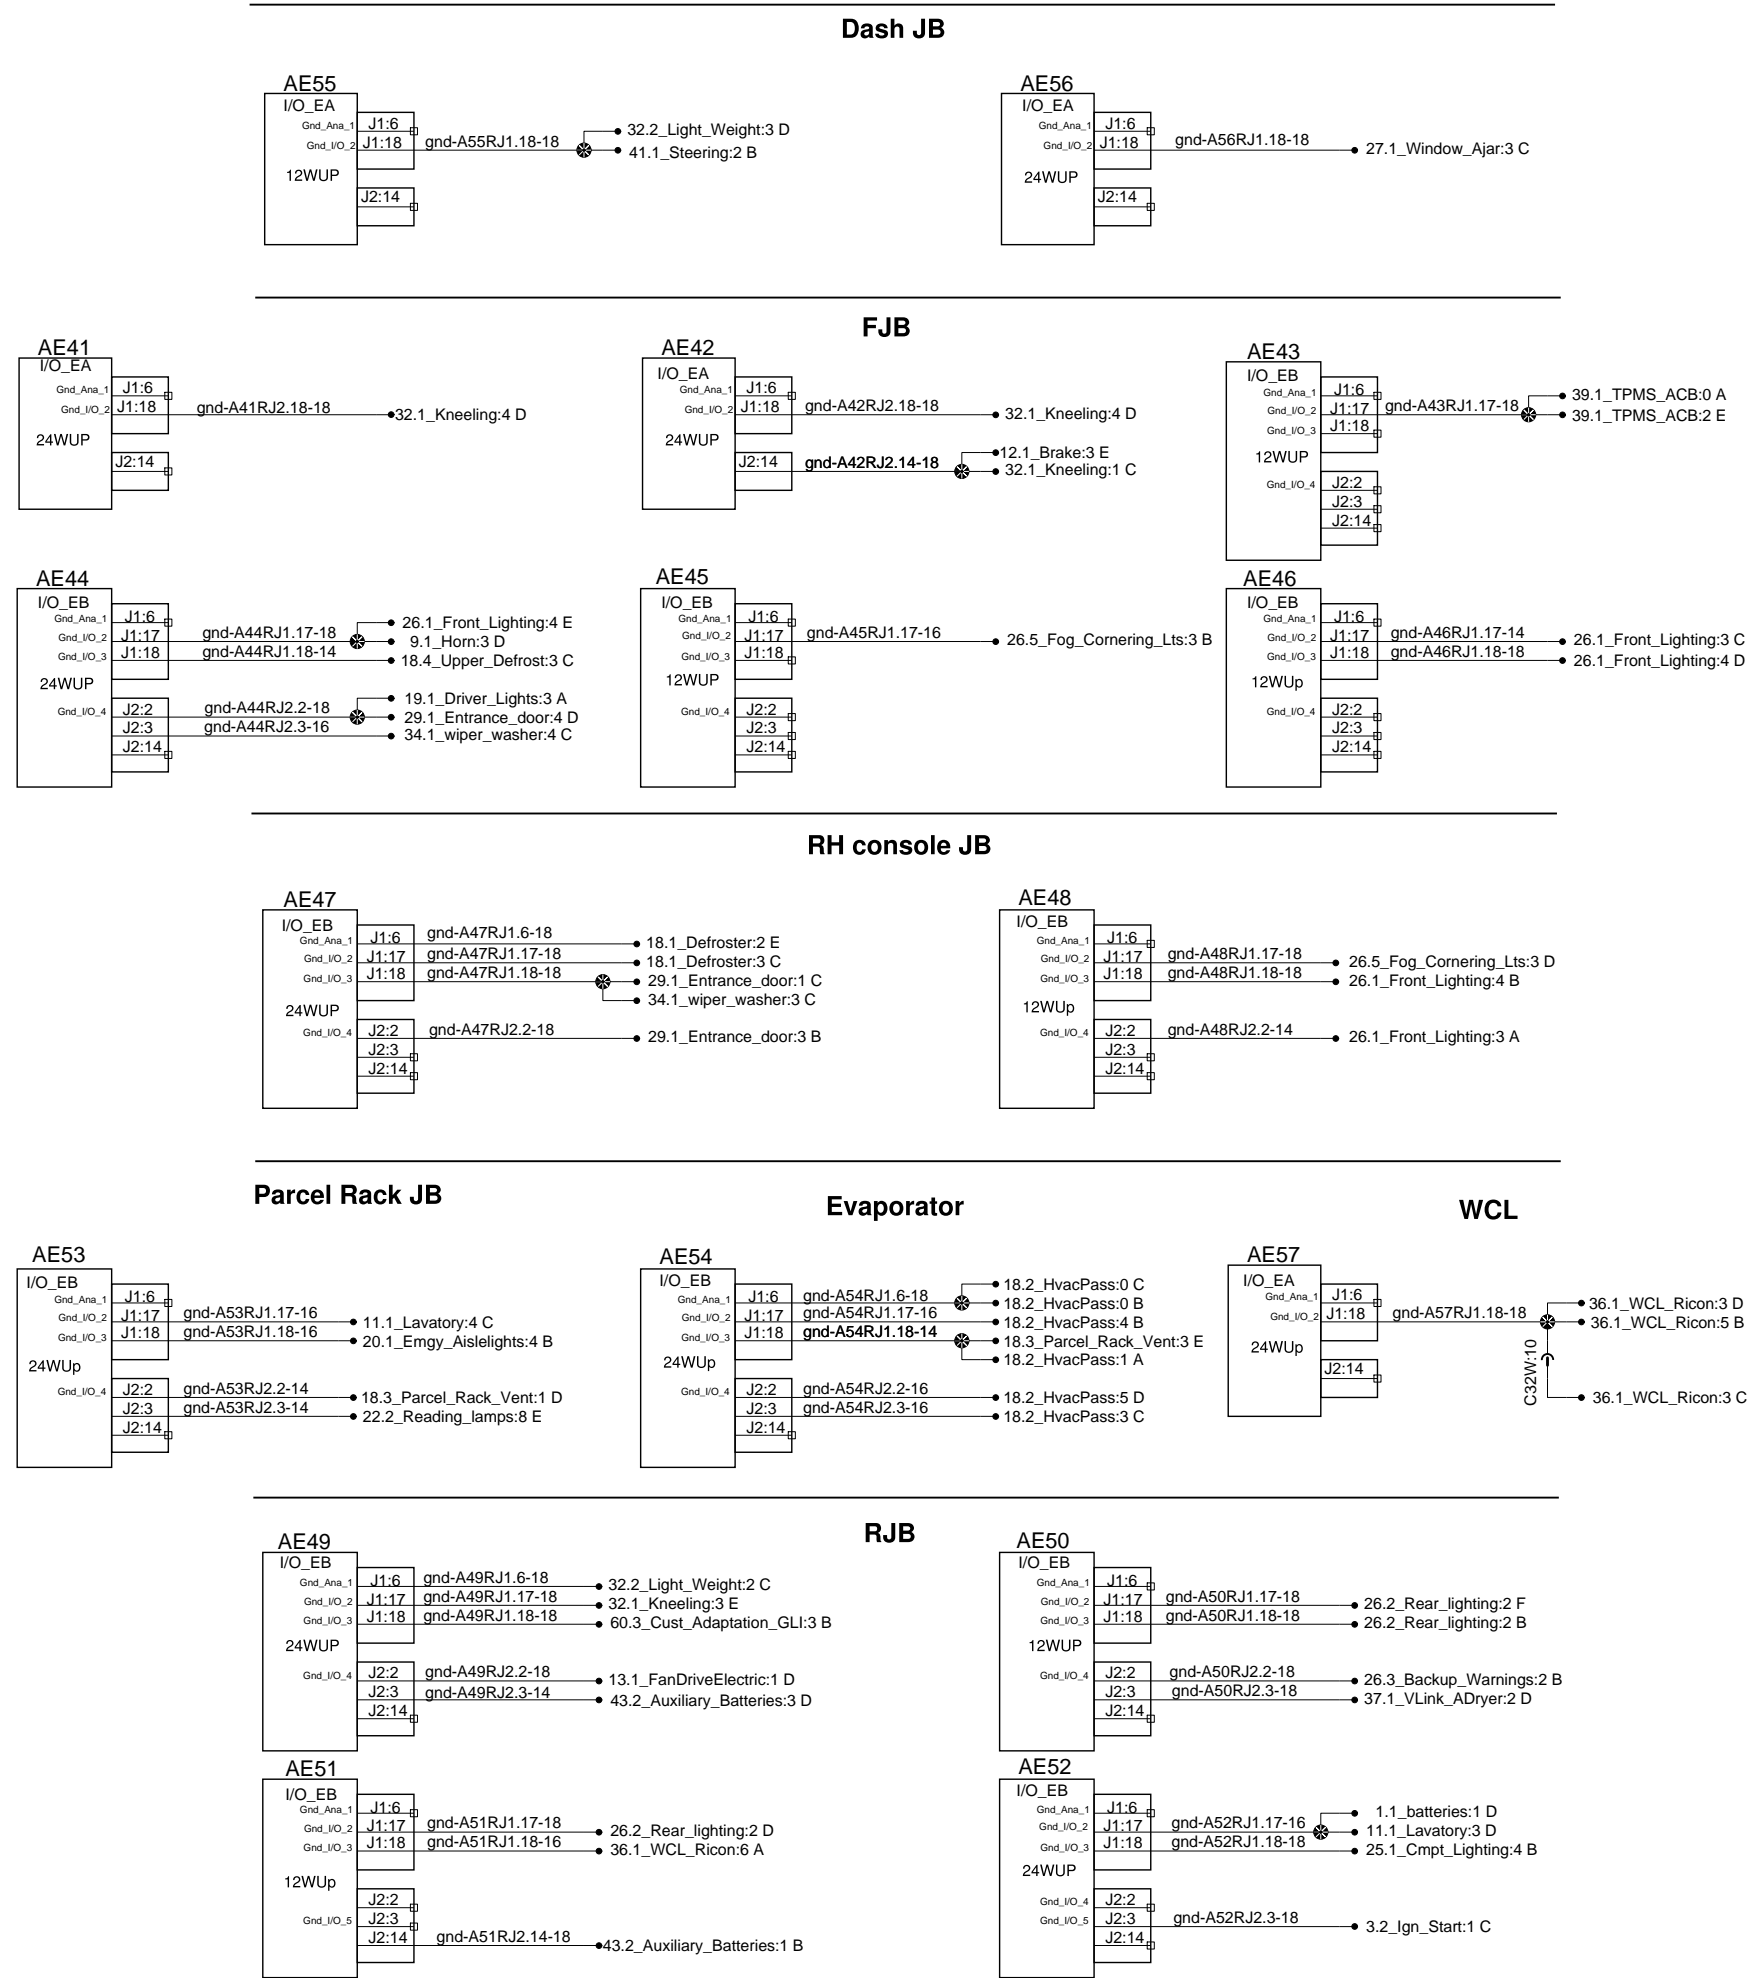 Dash JB
AE55
I/O_EA
Gnd_Ana_1 J1:6
Gnd_I/O_2 J1:18 gnd-A55RJ1.18-18
32.2_Light_Weight:3 D
41.1_Steering:2 B
12WUP
J2:14
AE56
I/O_EA
Gnd_Ana_1 J1:6
Gnd_I/O_2 J1:18 gnd-A56RJ1.18-18 27.1_Window_Ajar:3 C
24WUP
J2:14
FJB
AE41
I/O_EA
Gnd_Ana_1 J1:6
Gnd_I/O_2 J1:18 gnd-A41RJ2.18-18 32.1_Kneeling:4 D
24WUP
J2:14
AE42
I/O_EA
Gnd_Ana_1 J1:6
Gnd_I/O_2 J1:18 gnd-A42RJ2.18-18 32.1_Kneeling:4 D
24WUP
J2:14 gnd-A42RJ2.14-18
12.1_Brake:3 E
32.1_Kneeling:1 C
AE43
I/O_EB
Gnd_Ana_1 J1:6
Gnd_I/O_2 J1:17 gnd-A43RJ1.17-18
39.1_TPMS_ACB:0 A
39.1_TPMS_ACB:2 E
Gnd_I/O_3 J1:18
12WUP
Gnd_I/O_4 J2:2
J2:3
J2:14
AE44
I/O_EB
Gnd_Ana_1 J1:6
Gnd_I/O_2 J1:17 gnd-A44RJ1.17-18
26.1_Front_Lighting:4 E
9.1_Horn:3 D
Gnd_I/O_3 J1:18 gnd-A44RJ1.18-14 18.4_Upper_Defrost:3 C
24WUP
Gnd_I/O_4 J2:2 gnd-A44RJ2.2-18
19.1_Driver_Lights:3 A
29.1_Entrance_door:4 D
J2:3 gnd-A44RJ2.3-16 34.1_wiper_washer:4 C
J2:14
AE45
I/O_EB
Gnd_Ana_1 J1:6
Gnd_I/O_2 J1:17 gnd-A45RJ1.17-16 26.5_Fog_Cornering_Lts:3 B
Gnd_I/O_3 J1:18
12WUP
Gnd_I/O_4 J2:2
J2:3
J2:14
AE46
I/O_EB
Gnd_Ana_1 J1:6
Gnd_I/O_2 J1:17 gnd-A46RJ1.17-14 26.1_Front_Lighting:3 C
Gnd_I/O_3 J1:18 gnd-A46RJ1.18-18 26.1_Front_Lighting:4 D
12WUp
Gnd_I/O_4 J2:2
J2:3
J2:14
RH console JB
AE47
I/O_EB
Gnd_Ana_1 J1:6 gnd-A47RJ1.6-18 18.1_Defroster:2 E
Gnd_I/O_2 J1:17 gnd-A47RJ1.17-18 18.1_Defroster:3 C
Gnd_I/O_3 J1:18 gnd-A47RJ1.18-18 29.1_Entrance_door:1 C
34.1_wiper_washer:3 C
24WUP
Gnd_I/O_4 J2:2 gnd-A47RJ2.2-18 29.1_Entrance_door:3 B
J2:3
J2:14
AE48
I/O_EB
Gnd_Ana_1 J1:6
Gnd_I/O_2 J1:17 gnd-A48RJ1.17-18 26.5_Fog_Cornering_Lts:3 D
Gnd_I/O_3 J1:18 gnd-A48RJ1.18-18 26.1_Front_Lighting:4 B
12WUp
Gnd_I/O_4 J2:2 gnd-A48RJ2.2-14 26.1_Front_Lighting:3 A
J2:3
J2:14
Parcel Rack JB
AE53
I/O_EB
Gnd_Ana_1 J1:6
Gnd_I/O_2 J1:17 gnd-A53RJ1.17-16 11.1_Lavatory:4 C
Gnd_I/O_3 J1:18 gnd-A53RJ1.18-16 20.1_Emgy_Aislelights:4 B
24WUp
Gnd_I/O_4 J2:2 gnd-A53RJ2.2-14 18.3_Parcel_Rack_Vent:1 D
J2:3 gnd-A53RJ2.3-14 22.2_Reading_lamps:8 E
J2:14
Evaporator
AE54
I/O_EB
18.2_HvacPass:0 C
Gnd_Ana_1 J1:6 gnd-A54RJ1.6-18 18.2_HvacPass:0 B
Gnd_I/O_2 J1:17 gnd-A54RJ1.17-16 18.2_HvacPass:4 B
Gnd_I/O_3 J1:18 gnd-A54RJ1.18-14 18.3_Parcel_Rack_Vent:3 E
18.2_HvacPass:1 A
24WUp
Gnd_I/O_4 J2:2 gnd-A54RJ2.2-16 18.2_HvacPass:5 D
J2:3 gnd-A54RJ2.3-16 18.2_HvacPass:3 C
J2:14
WCL
AE57
I/O_EA
Gnd_Ana_1 J1:6
36.1_WCL_Ricon:3 D
Gnd_I/O_2 J1:18 gnd-A57RJ1.18-18 36.1_WCL_Ricon:5 B
24WUp
J2:14
C32W:10
36.1_WCL_Ricon:3 C
RJB
AE49
I/O_EB
Gnd_Ana_1 J1:6 gnd-A49RJ1.6-18 32.2_Light_Weight:2 C
Gnd_I/O_2 J1:17 gnd-A49RJ1.17-18 32.1_Kneeling:3 E
Gnd_I/O_3 J1:18 gnd-A49RJ1.18-18 60.3_Cust_Adaptation_GLI:3 B
24WUP
Gnd_I/O_4 J2:2 gnd-A49RJ2.2-18 13.1_FanDriveElectric:1 D
J2:3 gnd-A49RJ2.3-14 43.2_Auxiliary_Batteries:3 D
J2:14
AE50
I/O_EB
Gnd_Ana_1 J1:6
Gnd_I/O_2 J1:17 gnd-A50RJ1.17-18 26.2_Rear_lighting:2 F
Gnd_I/O_3 J1:18 gnd-A50RJ1.18-18 26.2_Rear_lighting:2 B
12WUP
Gnd_I/O_4 J2:2 gnd-A50RJ2.2-18 26.3_Backup_Warnings:2 B
J2:3 gnd-A50RJ2.3-18 37.1_VLink_ADryer:2 D
J2:14
AE51
I/O_EB
Gnd_Ana_1 J1:6
Gnd_I/O_2 J1:17 gnd-A51RJ1.17-18 26.2_Rear_lighting:2 D
Gnd_I/O_3 J1:18 gnd-A51RJ1.18-16 36.1_WCL_Ricon:6 A
12WUp
J2:2
Gnd_I/O_5 J2:3
J2:14 gnd-A51RJ2.14-18 43.2_Auxiliary_Batteries:1 B
AE52
I/O_EB
Gnd_Ana_1 J1:6
1.1_batteries:1 D
Gnd_I/O_2 J1:17 gnd-A52RJ1.17-16 11.1_Lavatory:3 D
Gnd_I/O_3 J1:18 gnd-A52RJ1.18-18 25.1_Cmpt_Lighting:4 B
24WUP
Gnd_I/O_4 J2:2
Gnd_I/O_5 J2:3 gnd-A52RJ2.3-18 3.2_Ign_Start:1 C
J2:14